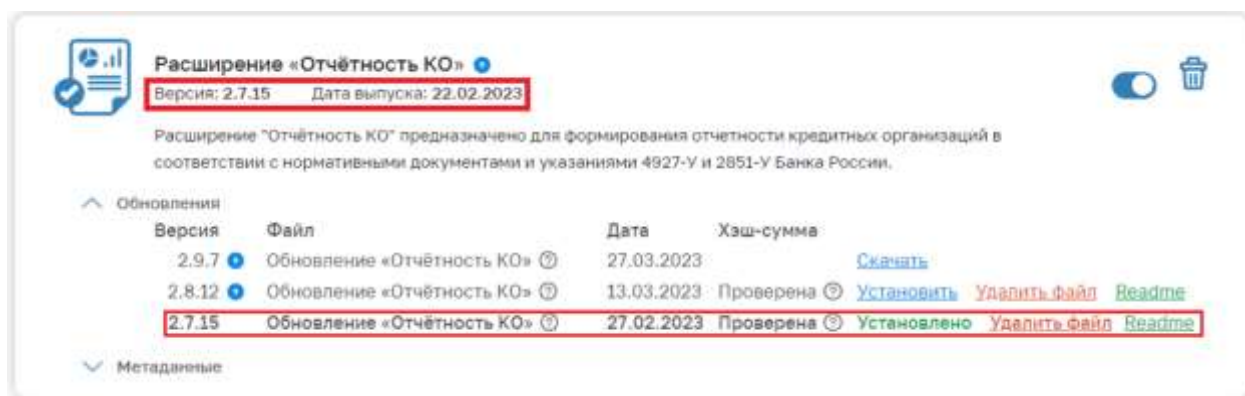 Расширение «Отчётность КО»
Версия: 2.7.15 Дата выпуска: 22.02.2023
Расширение "Отчётность КО" предназначено для формирования отчетности кредитных организаций в
соответствии с нормативными документами и указаниями 4927-У и 2851-У Банка России.
Обновления
Версия Файл Дата Хэш-сумма
2.9.7 Обновление «Отчётность КО» 27.03.2023 Скачать
2.8.12 Обновление «Отчётность КО» 13.03.2023 Проверена Установить Удалить файл Readme
2.7.15 Обновление «Отчётность КО» 27.02.2023 Проверена Установлено Удалить файл Readme
Метаданные